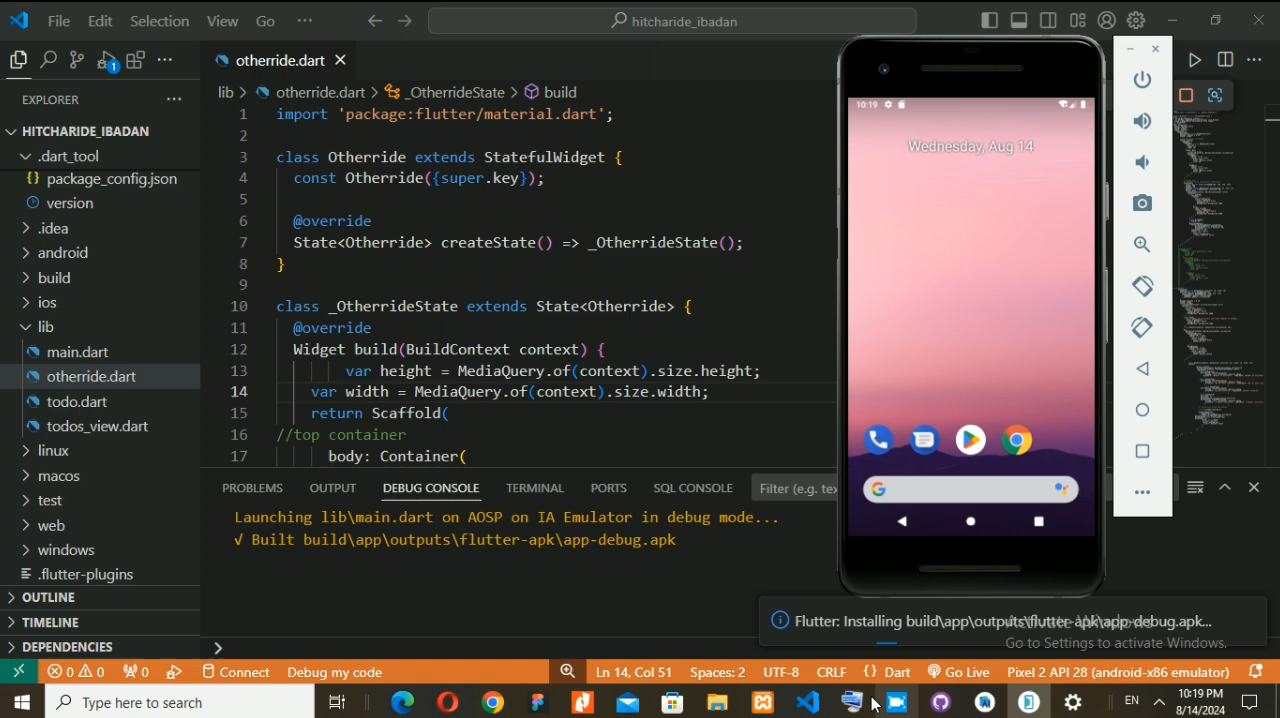 File Edit Selection View Go ··· hitcharide_ibadan
EXPLORER ···
HITCHARIDE_IBADAN
.dart_tool
package_config.json
version
.idea
android
build
ios
lib
main.dart
otherride.dart
todo.dart
todos_view.dart
linux
macos
test
web
windows
.flutter-plugins
OUTLINE
TIMELINE
DEPENDENCIES
1
otherride.dart
lib > otherride.dart > _OtherrideState > build
1 import 'package:flutter/material.dart';
2
3 class Otherride extends StatefulWidget {
4 const Otherride({super.key});
5
6 @override
7 State<Otherride> createState() => _OtherrideState();
8 }
9
10 class _OtherrideState extends State<Otherride> {
11 @override
12 Widget build(BuildContext context) {
13 var height = MediaQuery.of(context).size.height;
14 var width = MediaQuery.of(context).size.width;
15 return Scaffold(
16 //top container
17 body: Container(
PROBLEMS OUTPUT DEBUG CONSOLE TERMINAL PORTS SQL CONSOLE Filter (e.g. tex
Launching lib\main.dart on AOSP on IA Emulator in debug mode...
√ Built build\app\outputs\flutter-apk\app-debug.apk
10:19
Wednesday, Aug 14
Flutter: Installing build\app\outputs\flutter-apk\app-debug.apk...
Activate Windows
Go to Settings to activate Windows.
0 0 0 Connect Debug my code Ln 14, Col 51 Spaces: 2 UTF-8 CRLF {} Dart Go Live Pixel 2 API 28 (android-x86 emulator)
Type here to search
EN
10:19 PM
8/14/2024